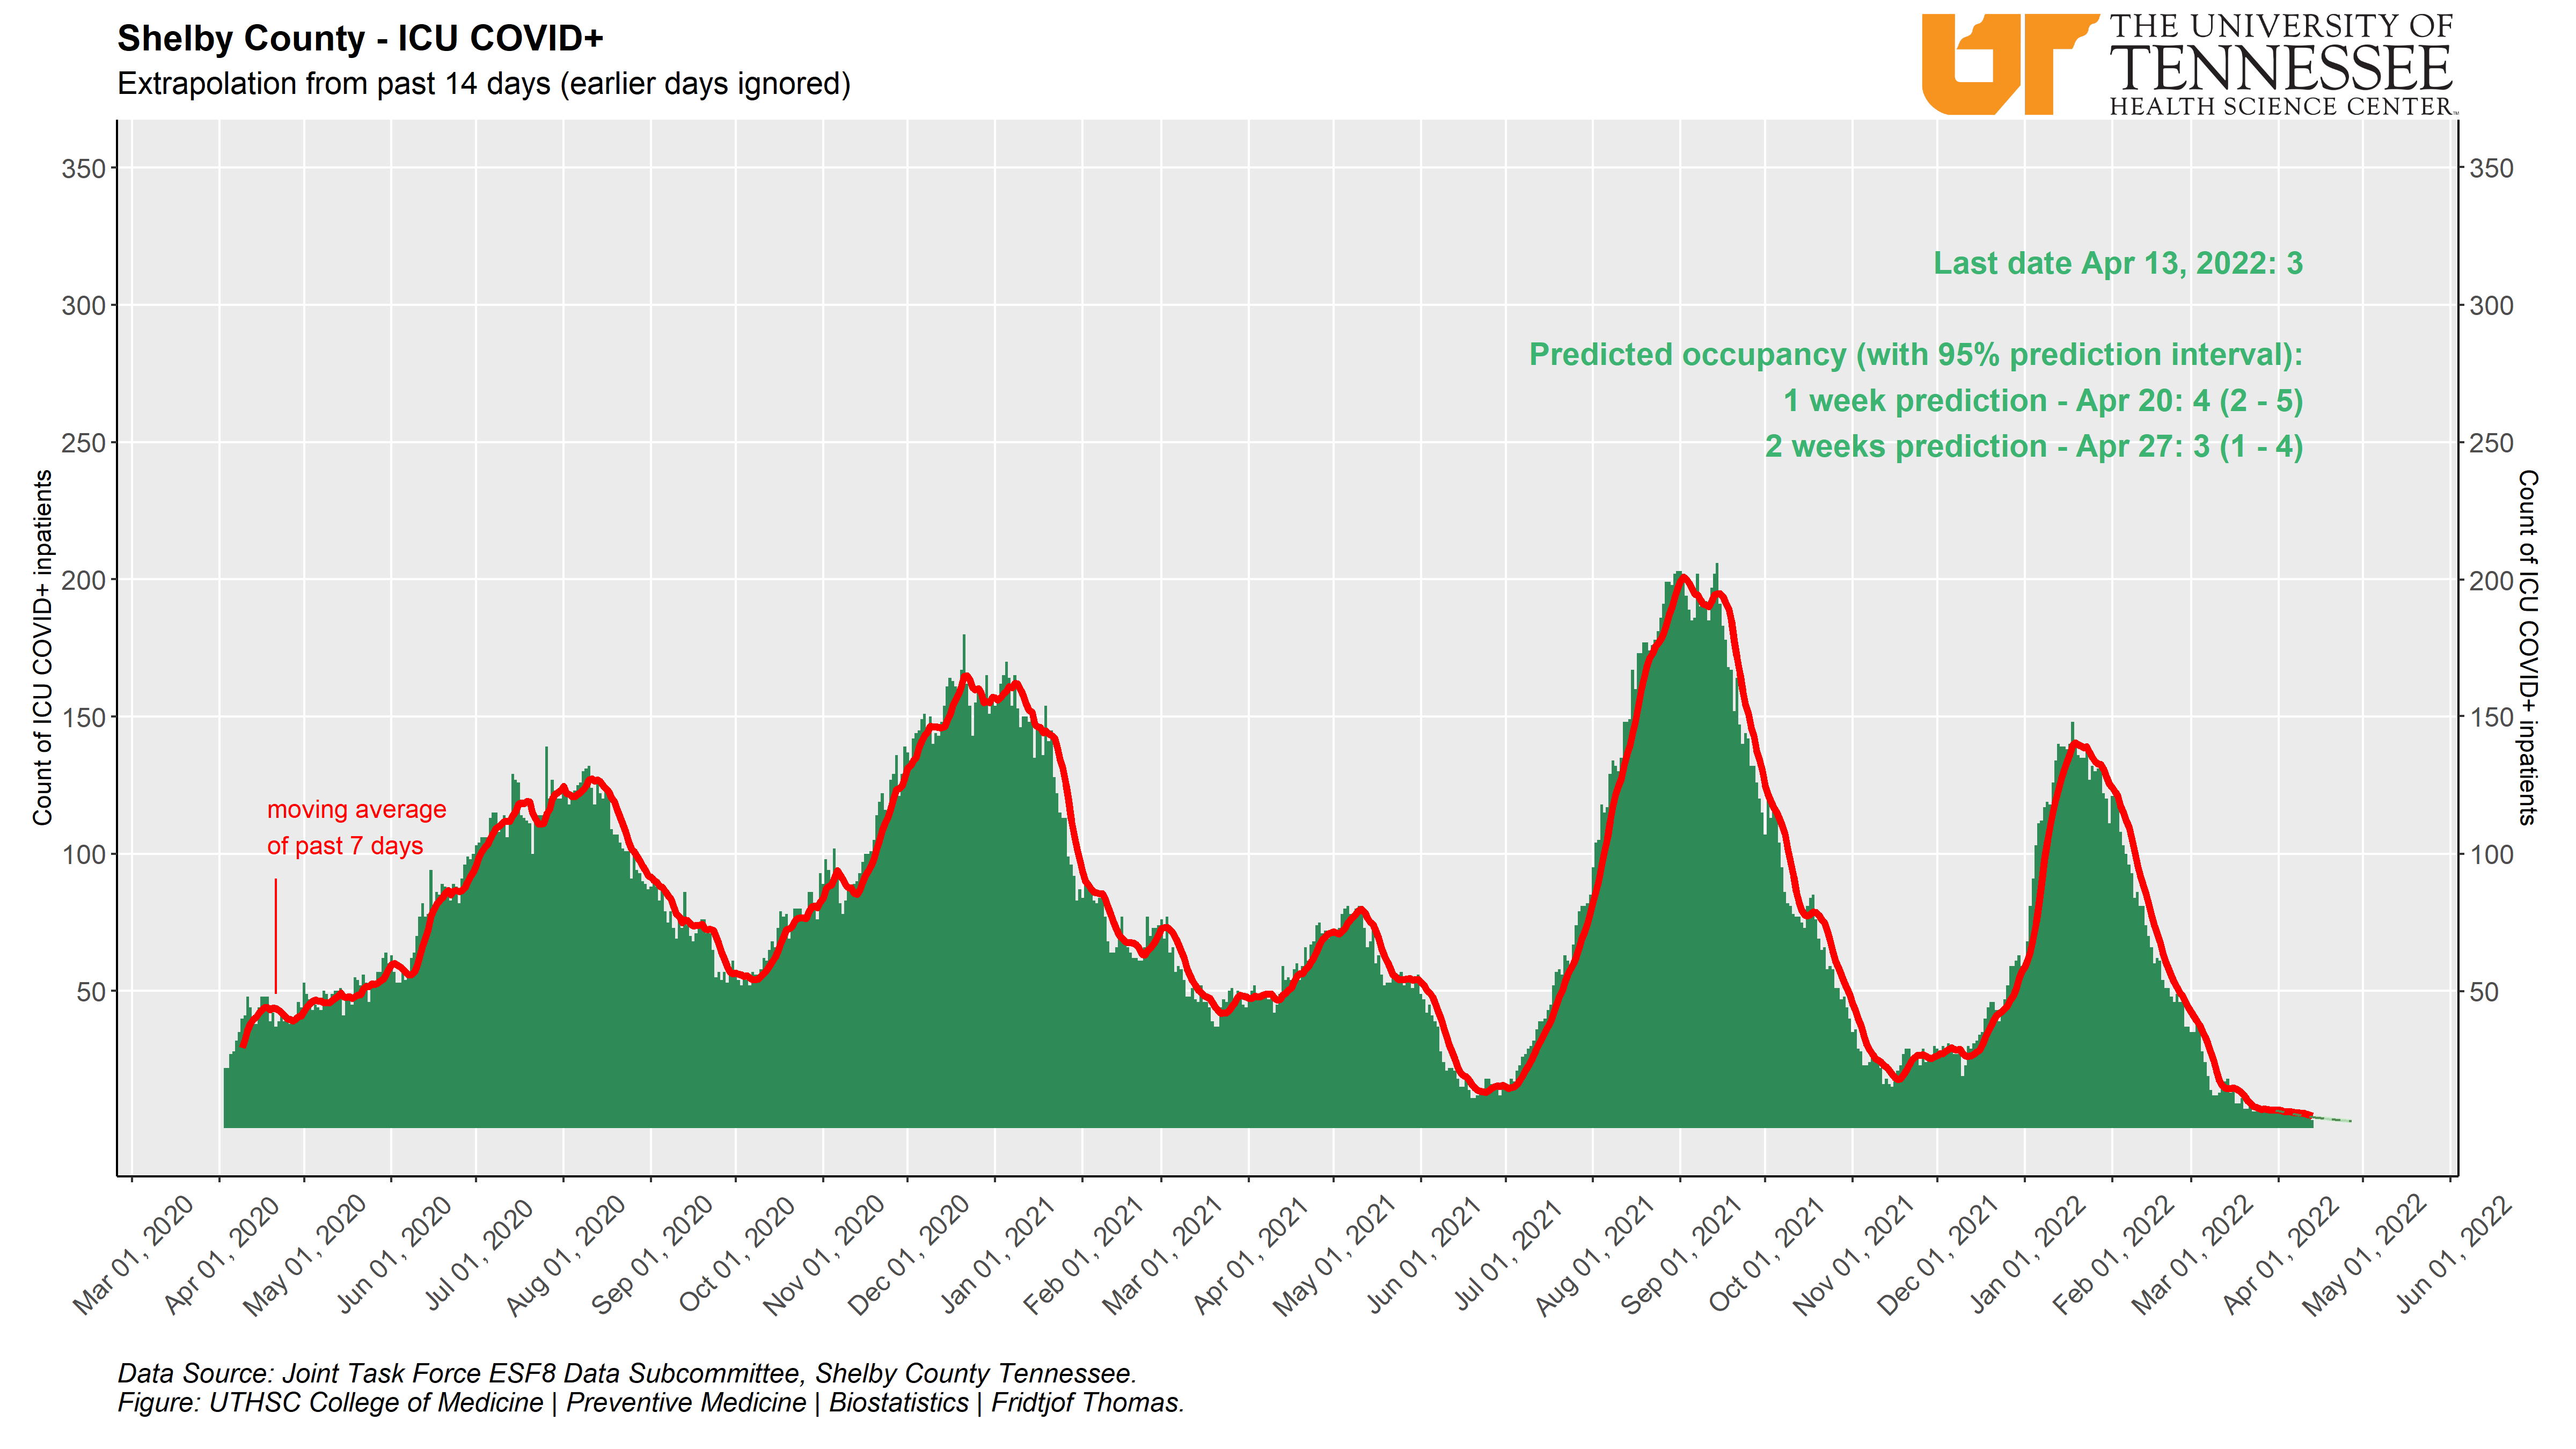 Shelby County - ICU COVID+
Extrapolation from past 14 days (earlier days ignored)
THE UNIVERSITY OF
TENNESSEE
HEALTH SCIENCE CENTER™
Last date Apr 13, 2022: 3
Predicted occupancy (with 95% prediction interval):
1 week prediction - Apr 20: 4 (2 - 5)
2 weeks prediction - Apr 27: 3 (1 - 4)
moving average
of past 7 days
Count of ICU COVID+ inpatients
350
300
250
200
150
100
50
350
300
250
200
150
100
50
Count of ICU COVID+ inpatients
Mar 01, 2020
Apr 01, 2020
May 01, 2020
Jun 01, 2020
Jul 01, 2020
Aug 01, 2020
Sep 01, 2020
Oct 01, 2020
Nov 01, 2020
Dec 01, 2020
Jan 01, 2021
Feb 01, 2021
Mar 01, 2021
Apr 01, 2021
May 01, 2021
Jun 01, 2021
Jul 01, 2021
Aug 01, 2021
Sep 01, 2021
Oct 01, 2021
Nov 01, 2021
Dec 01, 2021
Jan 01, 2022
Feb 01, 2022
Mar 01, 2022
Apr 01, 2022
May 01, 2022
Jun 01, 2022
Data Source: Joint Task Force ESF8 Data Subcommittee, Shelby County Tennessee.
Figure: UTHSC College of Medicine | Preventive Medicine | Biostatistics | Fridtjof Thomas.